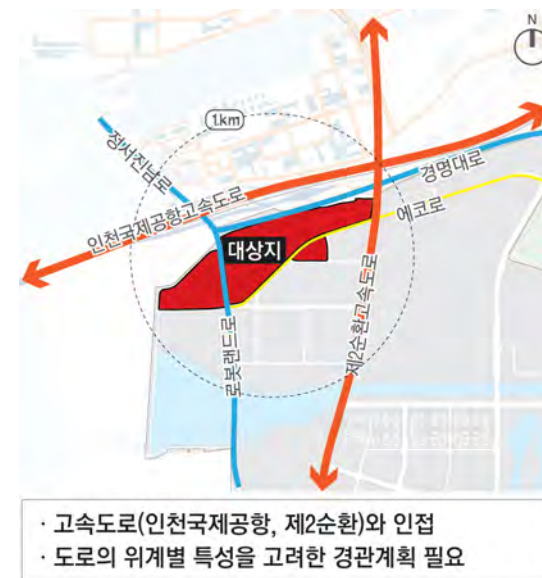 N
1km
정서진남로
경명대로
인천국제공항고속도로
에코로
대상지
로봇랜드로
제2순환고속도로
· 고속도로(인천국제공항, 제2순환)와 인접
· 도로의 위계별 특성을 고려한 경관계획 필요